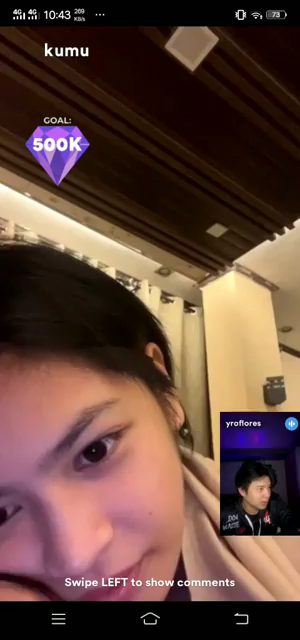 4G 4G 10:43 269 KB/s ... 73
kumu
GOAL:
500K
yroflores
Swipe LEFT to show comments